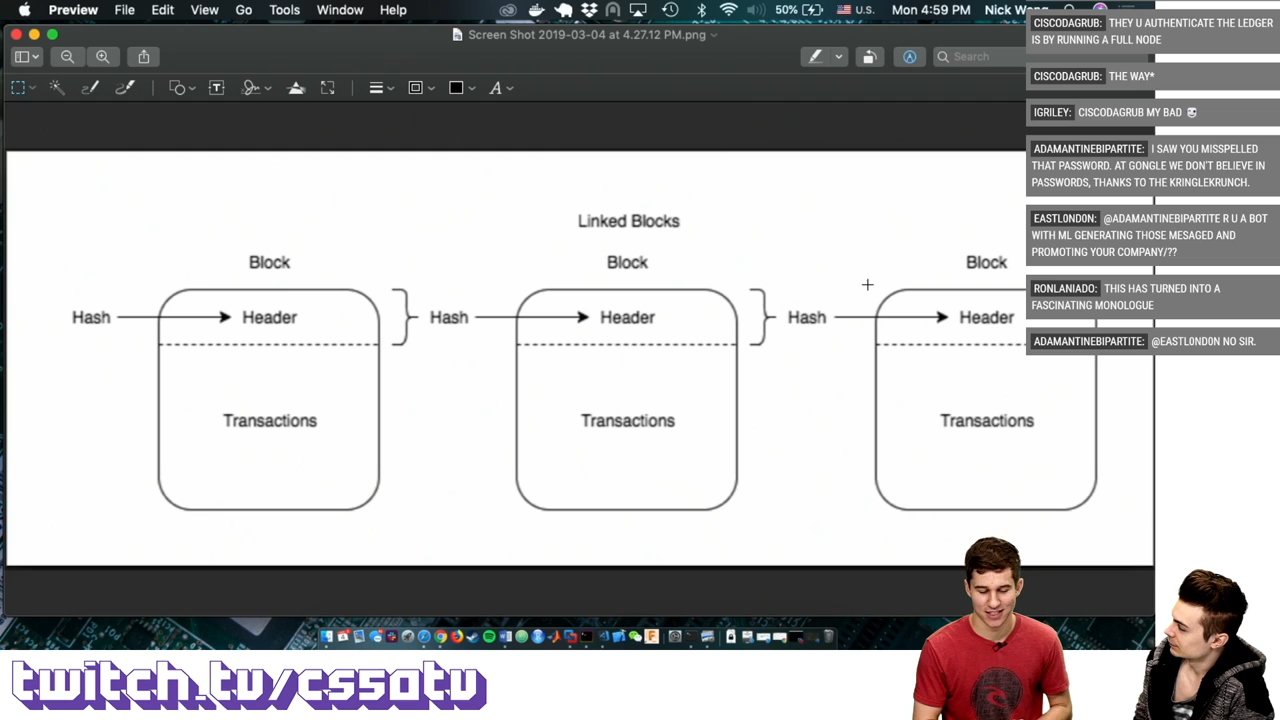 Preview File Edit View Go Tools Window Help
50% U.S. Mon 4:59 PM Nick Wong
Screen Shot 2019-03-04 at 4.27.12 PM.png
Search
Linked Blocks
Block Block Block
Hash Header Hash Header Hash Header
Transactions Transactions Transactions
CISCODAGRUB: THEY U AUTHENTICATE THE LEDGER
IS BY RUNNING A FULL NODE
CISCODAGRUB: THE WAY*
IGRILEY: CISCODAGRUB MY BAD
ADAMANTINEBIPARTITE: I SAW YOU MISSPELLED
THAT PASSWORD. AT GONGLE WE DON'T BELIEVE IN
PASSWORDS, THANKS TO THE KRINGLEKRUNCH.
EASTL0ND0N: @ADAMANTINEBIPARTITE R U A BOT
WITH ML GENERATING THOSE MESAGED AND
PROMOTING YOUR COMPANY/??
RONLANIADO: THIS HAS TURNED INTO A
FASCINATING MONOLOGUE
ADAMANTINEBIPARTITE: @EASTL0ND0N NO SIR.
twitch.tv/cs50tv